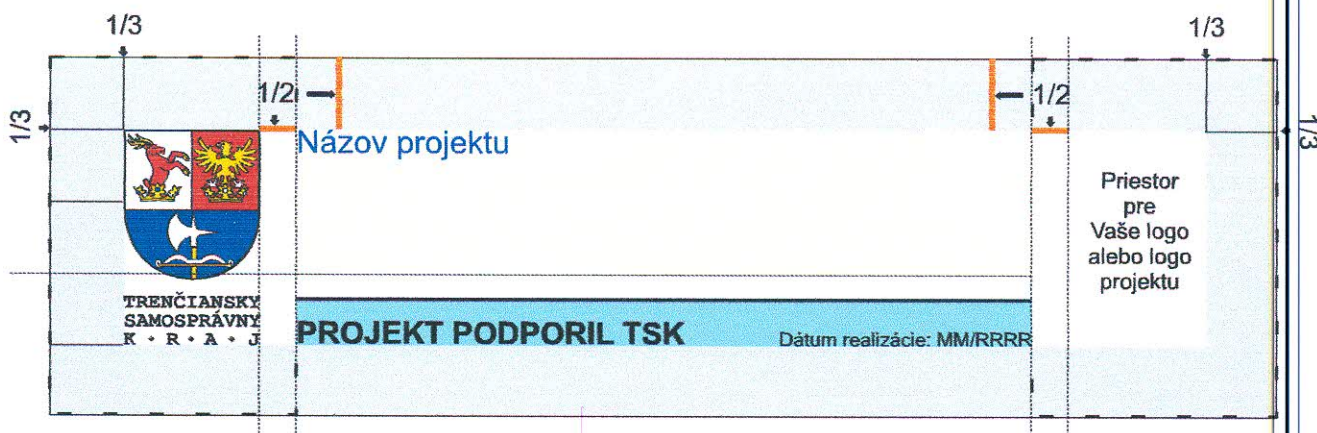 1/3
1/3
1/2
1/2
1/3
1/3
Názov projektu
Priestor
pre
Vaše logo
alebo logo
projektu
TRENČIANSKY
SAMOSPRÁVNY
K · R · A · J
PROJEKT PODPORIL TSK
Dátum realizácie: MM/RRRR